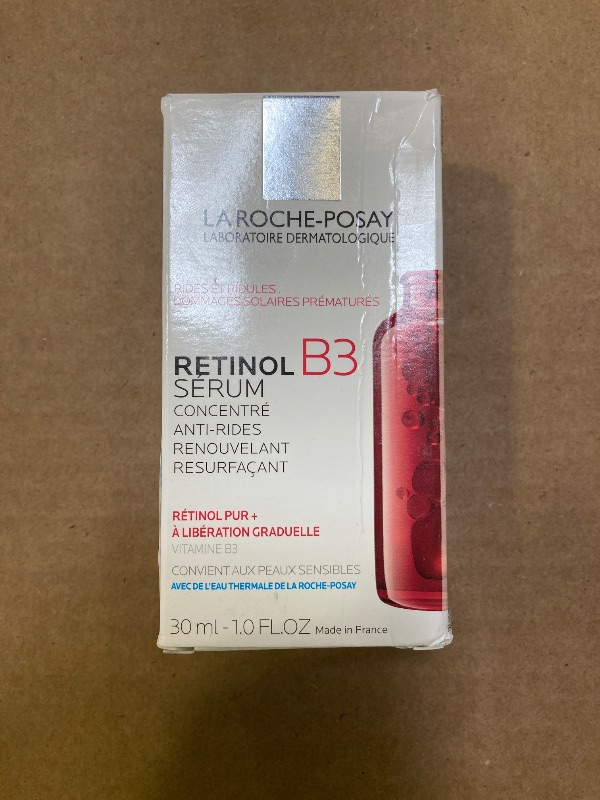 LA ROCHE-POSAY
LABORATOIRE DERMATOLOGIQUE
RIDES ET RIDULES
DOMMAGES SOLAIRES PRÉMATURÉS
RETINOL B3
SÉRUM
CONCENTRÉ
ANTI-RIDES
RENOUVELANT
RESURFAÇANT
RÉTINOL PUR +
À LIBÉRATION GRADUELLE
VITAMINE B3
CONVIENT AUX PEAUX SENSIBLES
AVEC DE L'EAU THERMALE DE LA ROCHE-POSAY
30 ml - 1.0 FL.OZ Made in France